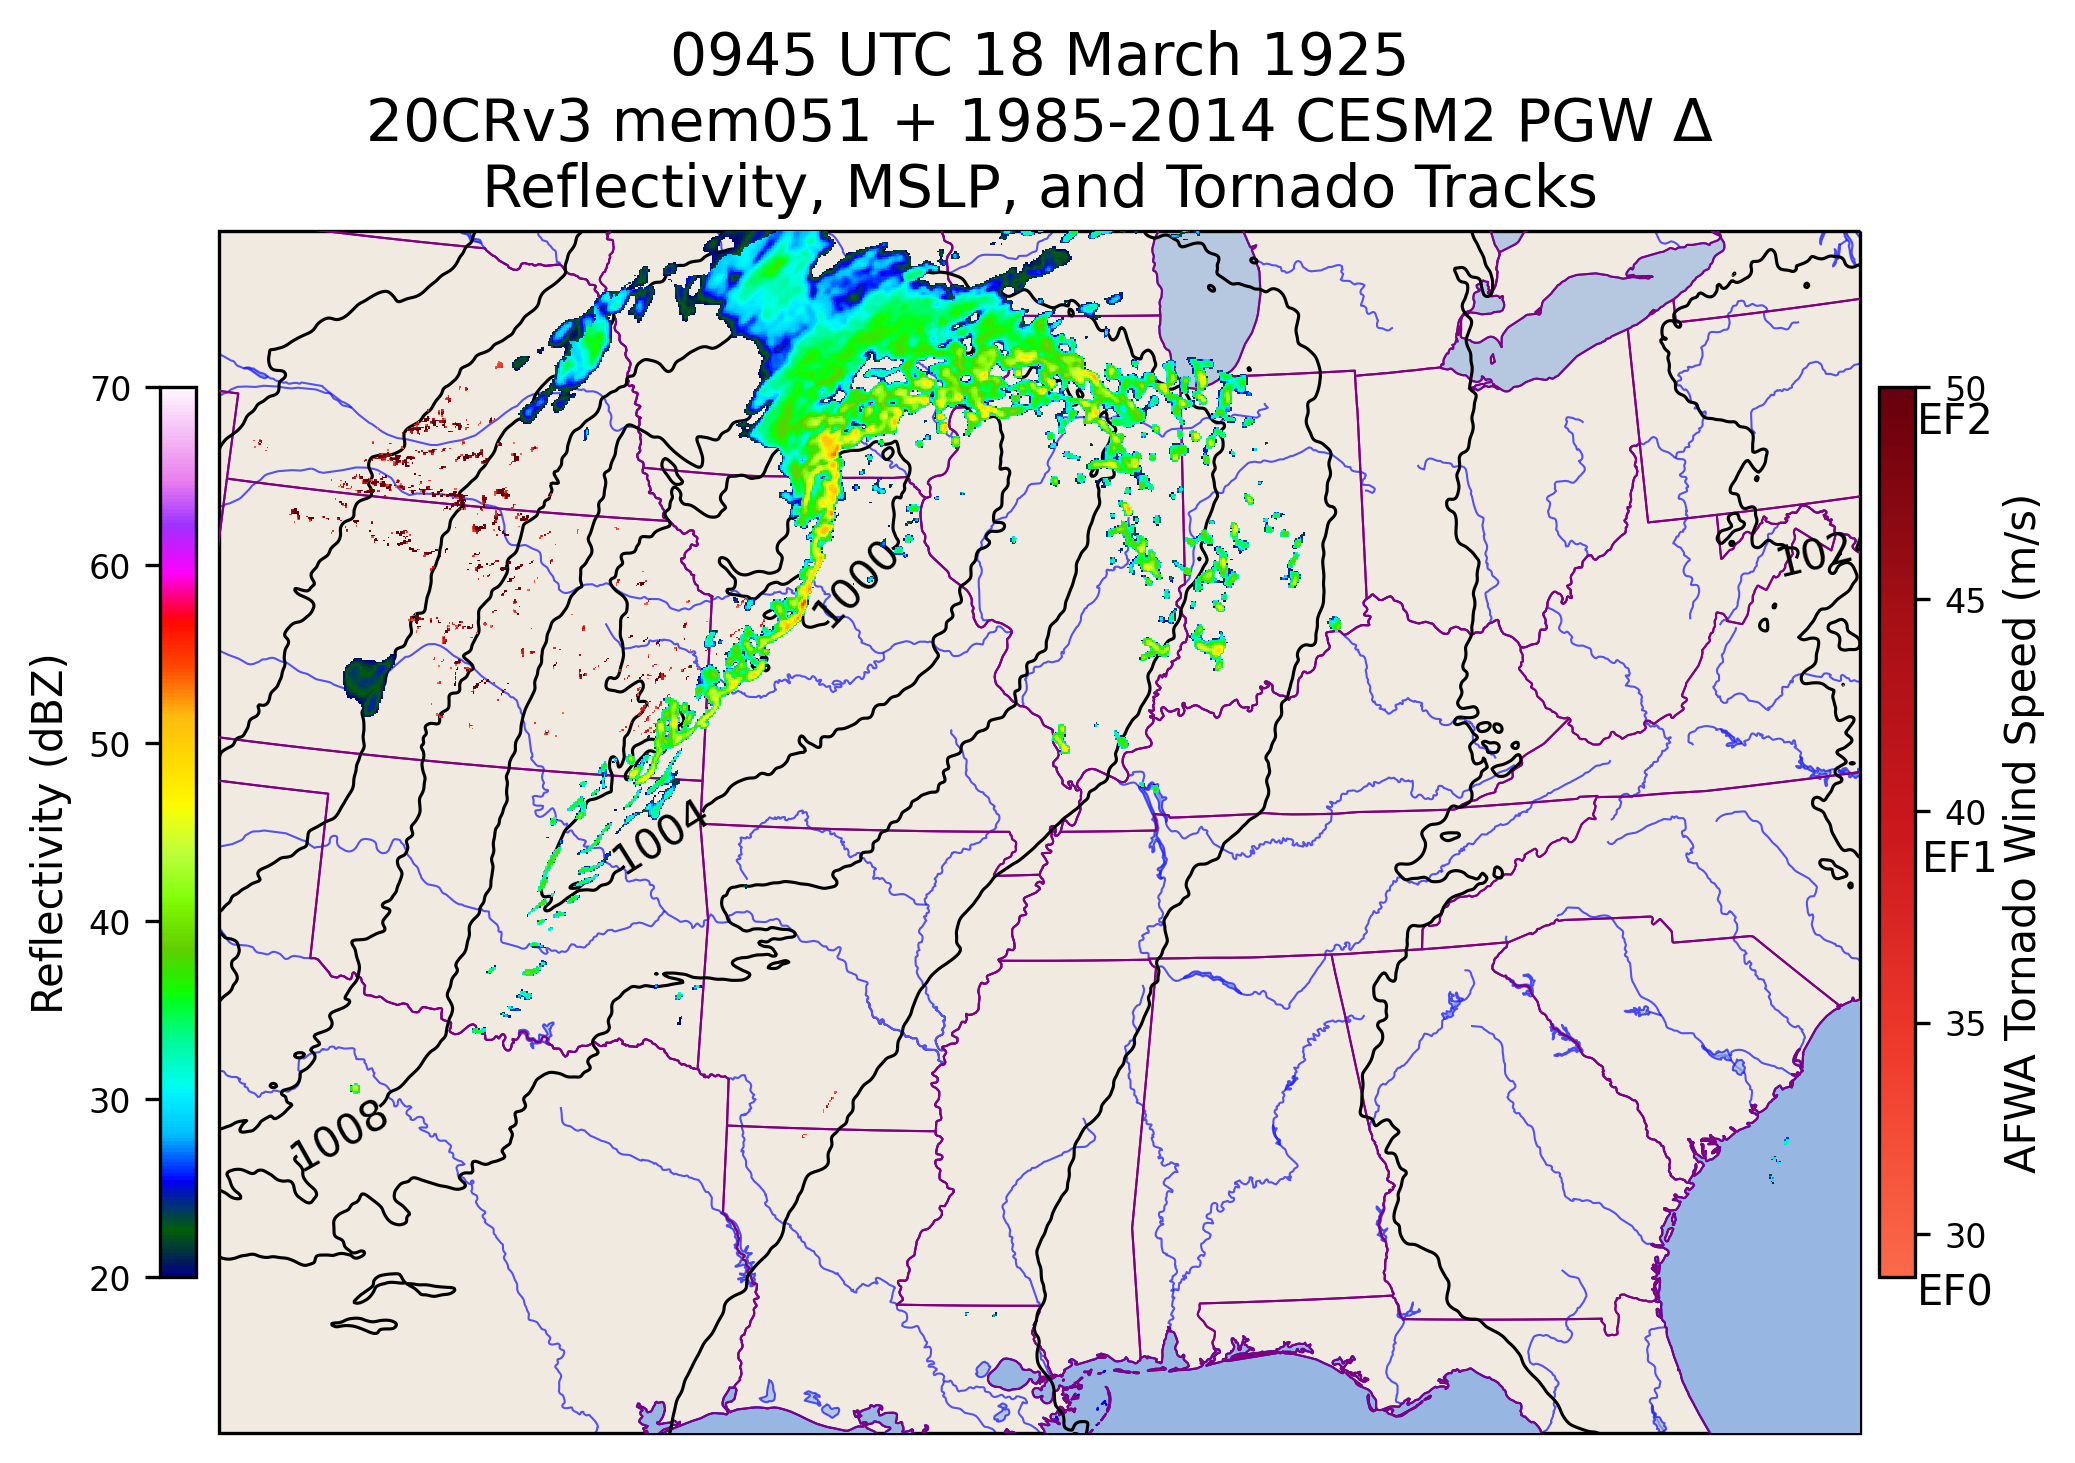 0945 UTC 18 March 1925
20CRv3 mem051 + 1985-2014 CESM2 PGW Δ
Reflectivity, MSLP, and Tornado Tracks
70
60
50
40
30
20
Reflectivity (dBZ)
1000
1004
1008
102
50
EF2
45
40
EF1
35
30
EF0
AFWA Tornado Wind Speed (m/s)